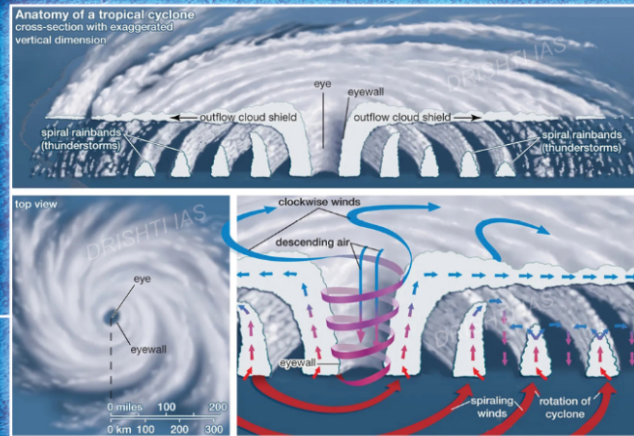 Anatomy of a tropical cyclone
cross-section with exaggerated
vertical dimension
DRISHTI IAS
eye
eyewall
outflow cloud shield
outflow cloud shield
spiral rainbands
(thunderstorms)
spiral rainbands
(thunderstorms)
top view
DRISHTI IAS
eye
eyewall
0 miles 100 200
0 km 100 200 300
clockwise winds
descending air
DRISHTI IAS
eyewall
spiraling
winds
rotation of
cyclone